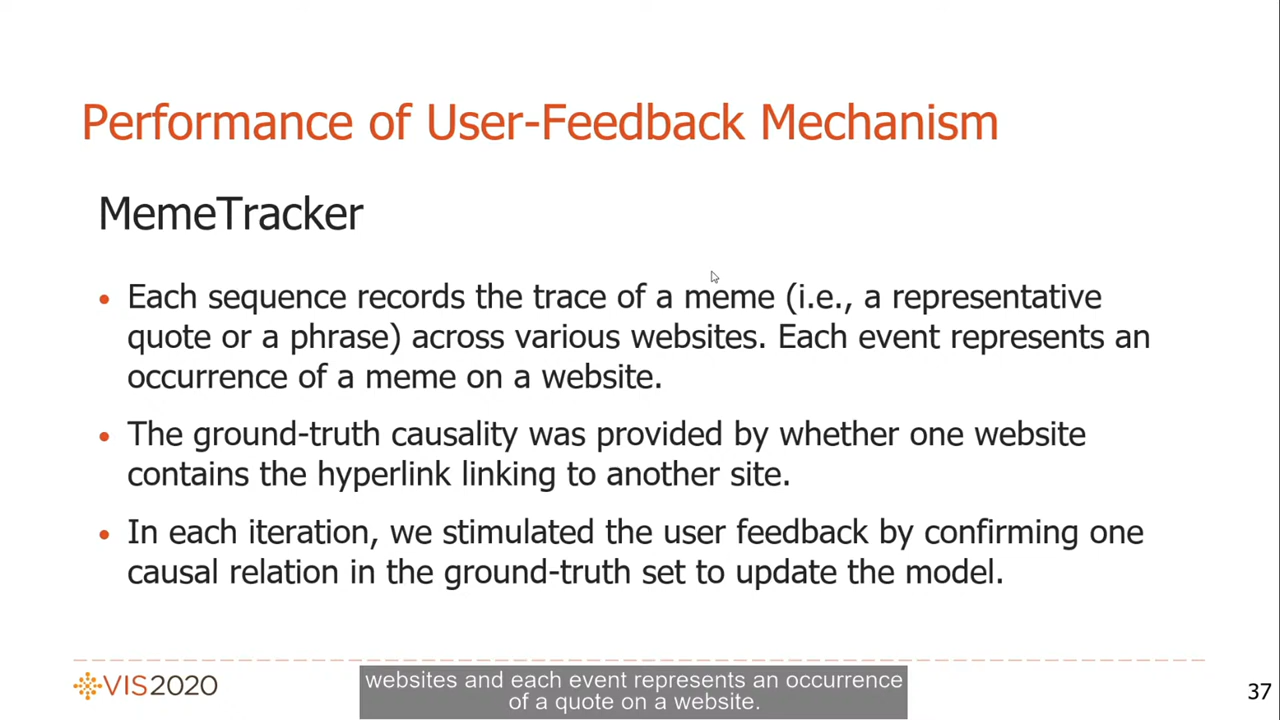 Performance of User-Feedback Mechanism
MemeTracker
• Each sequence records the trace of a meme (i.e., a representative
quote or a phrase) across various websites. Each event represents an
occurrence of a meme on a website.
• The ground-truth causality was provided by whether one website
contains the hyperlink linking to another site.
• In each iteration, we stimulated the user feedback by confirming one
causal relation in the ground-truth set to update the model.
VIS2020
websites and each event represents an occurrence
of a quote on a website.
37